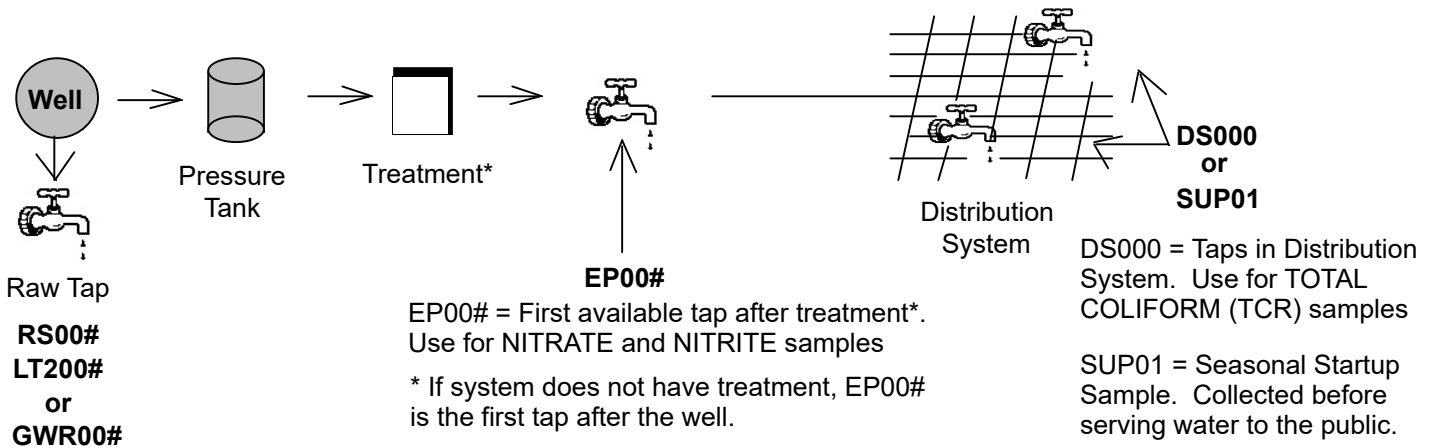 Well
Pressure
Tank
Treatment*
Raw Tap
RS00#
LT200#
or
GWR00#
EP00#
EP00# = First available tap after treatment*.
Use for NITRATE and NITRITE samples
* If system does not have treatment, EP00#
is the first tap after the well.
Distribution
System
DS000
or
SUP01
DS000 = Taps in Distribution
System.  Use for TOTAL
COLIFORM (TCR) samples
SUP01 = Seasonal Startup
Sample.  Collected before
serving water to the public.